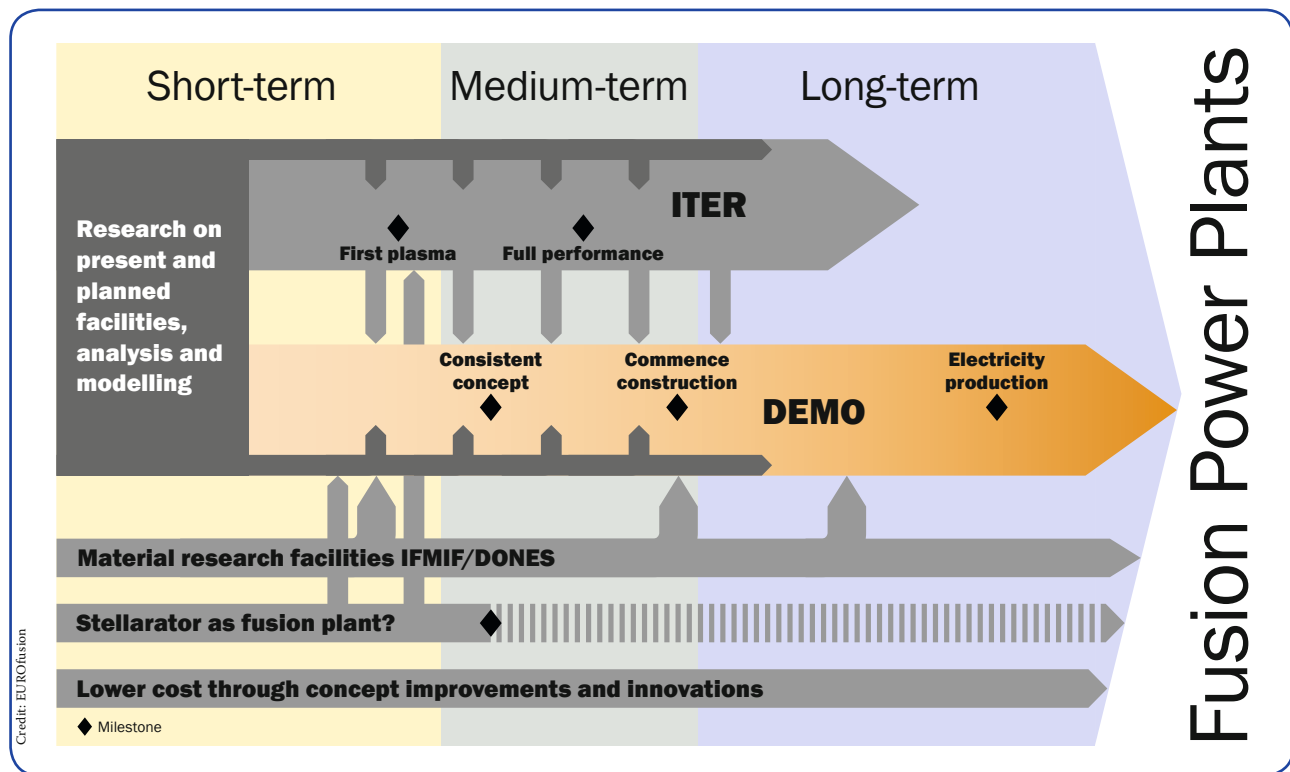 Short-term
Medium-term
Long-term
Fusion Power Plants
Research on
present and
planned
facilities,
analysis and
modelling
ITER
First plasma
Full performance
Consistent
concept
Commence
construction
Electricity
production
DEMO
Material research facilities IFMIF/DONES
Stellarator as fusion plant?
Lower cost through concept improvements and innovations
Milestone
Credit: EUROfusion